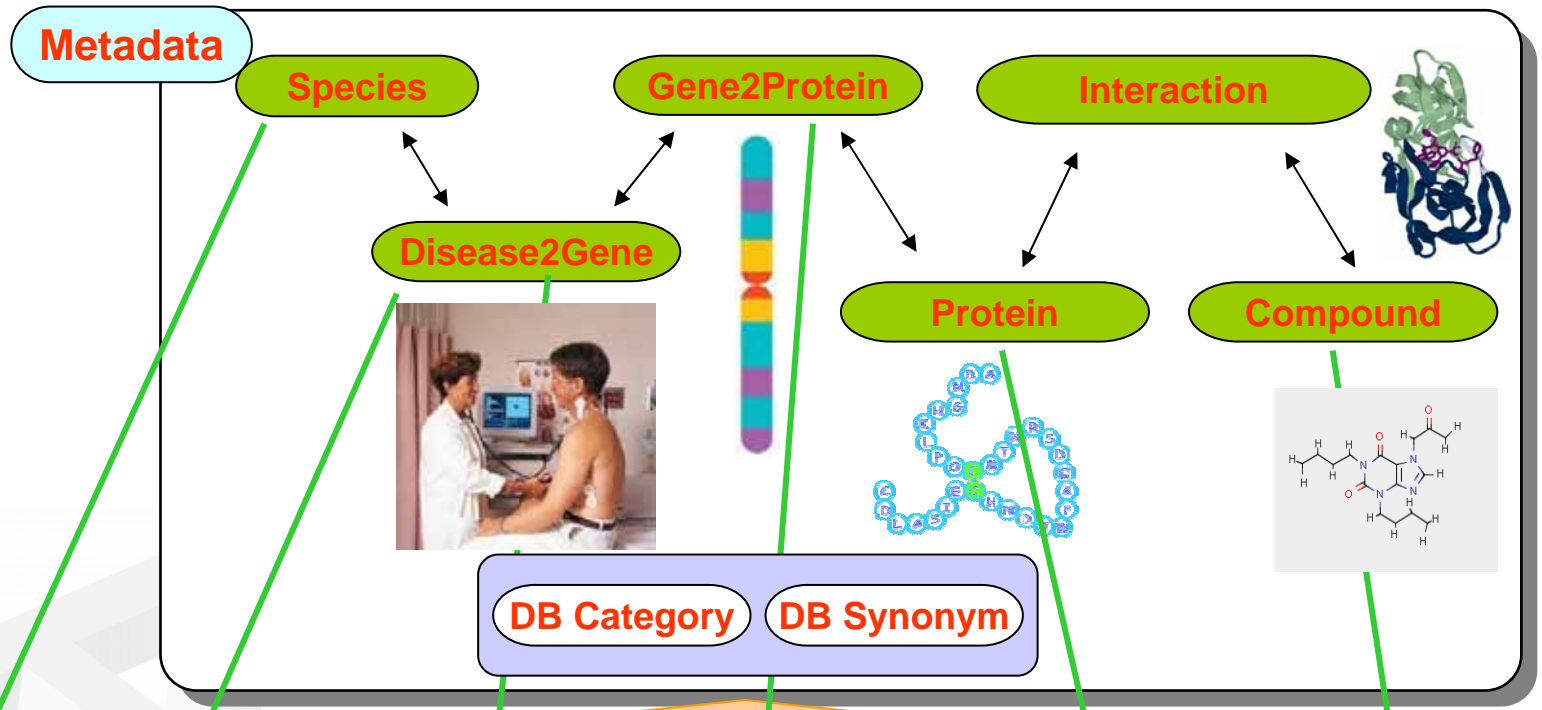 Metadata
Species
Gene2Protein
Interaction
Disease2Gene
Protein
Compound
DB Category
DB Synonym